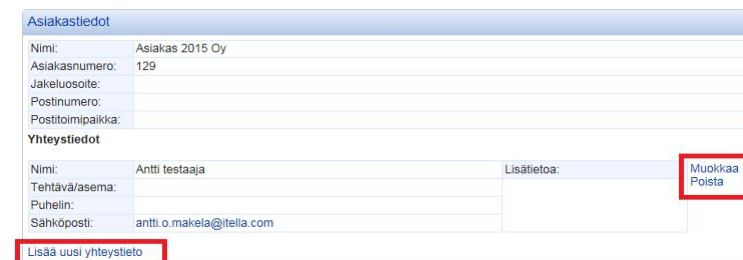 Asiakastiedot
Nimi: Asiakas 2015 Oy
Asiakasnumero: 129
Jakeluosoite:
Postinumero:
Postitoimipaikka:
Yhteystiedot
Nimi: Antti testaaja Lisätietoa: Muokkaa
Poista
Tehtävä/asema:
Puhelin:
Sähköposti: antti.o.makela@itella.com
Lisää uusi yhteystieto